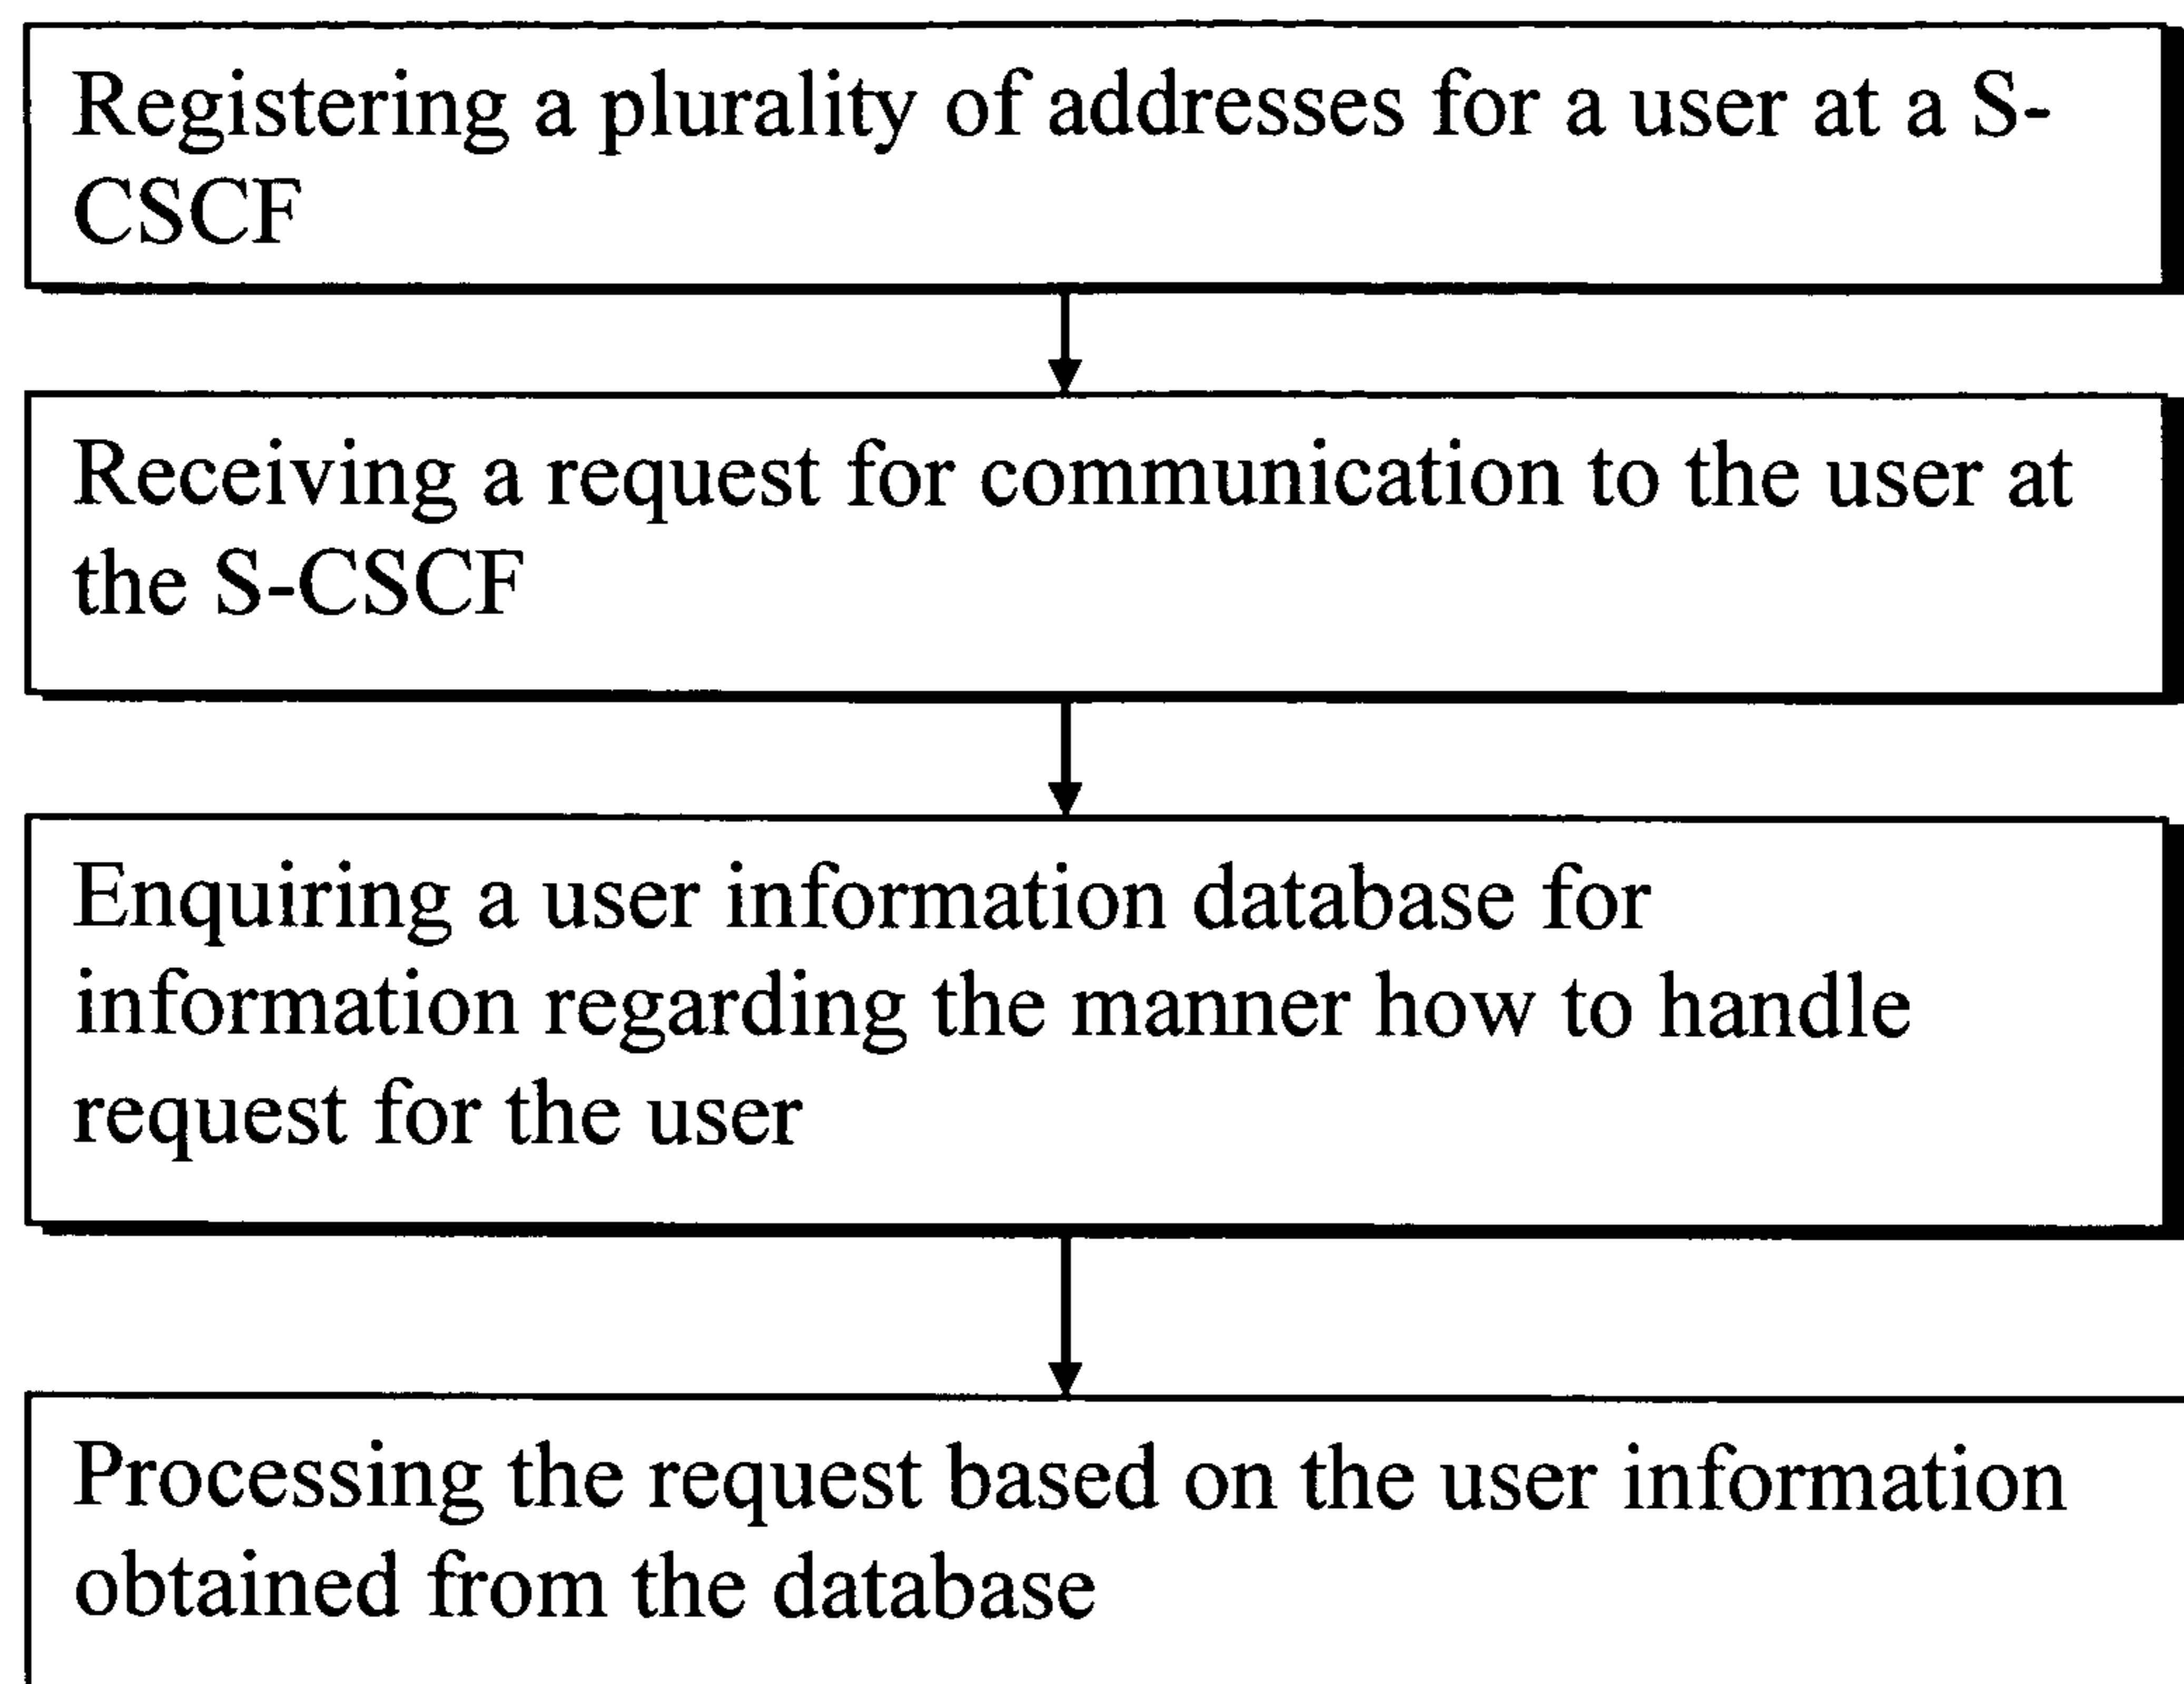 Registering a plurality of addresses for a user at a S-
CSCF
Receiving a request for communication to the user at
the S-CSCF
Enquiring a user information database for
information regarding the manner how to handle
request for the user
Processing the request based on the user information
obtained from the database